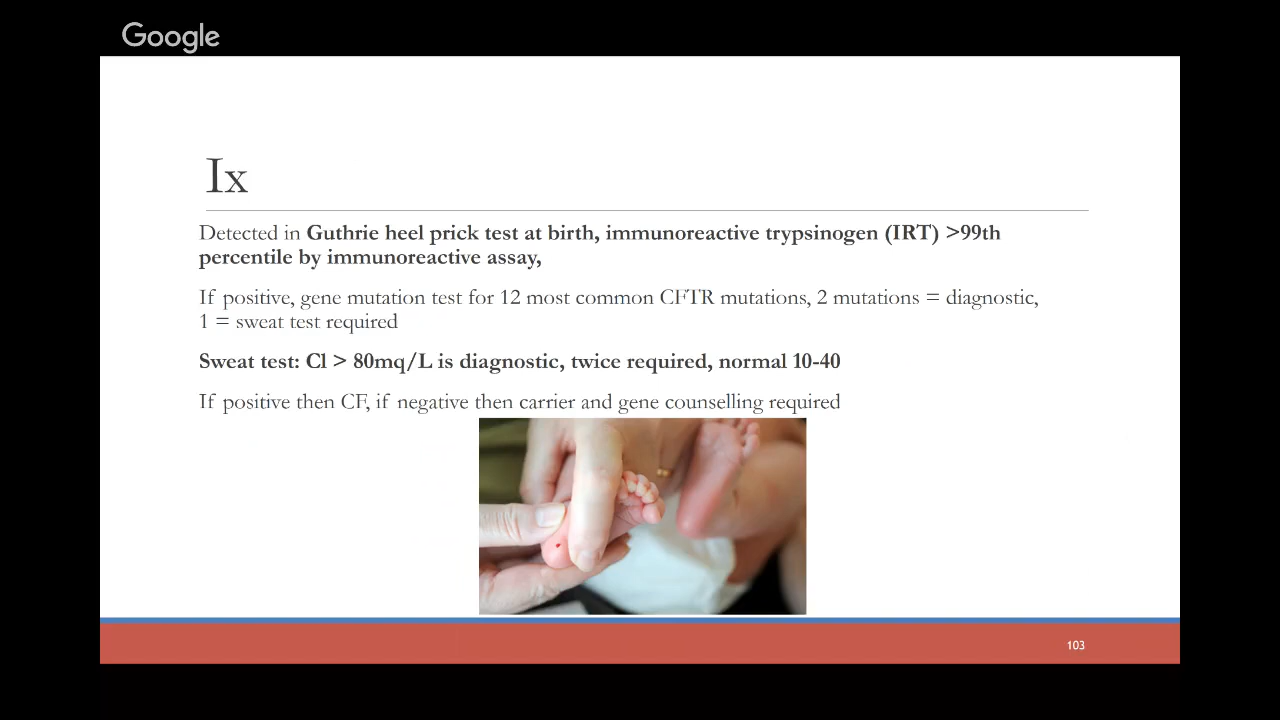 Google
Ix
Detected in Guthrie heel prick test at birth, immunoreactive trypsinogen (IRT) >99th
percentile by immunoreactive assay,
If positive, gene mutation test for 12 most common CFTR mutations, 2 mutations = diagnostic,
1 = sweat test required
Sweat test: Cl > 80mq/L is diagnostic, twice required, normal 10-40
If positive then CF, if negative then carrier and gene counselling required
103